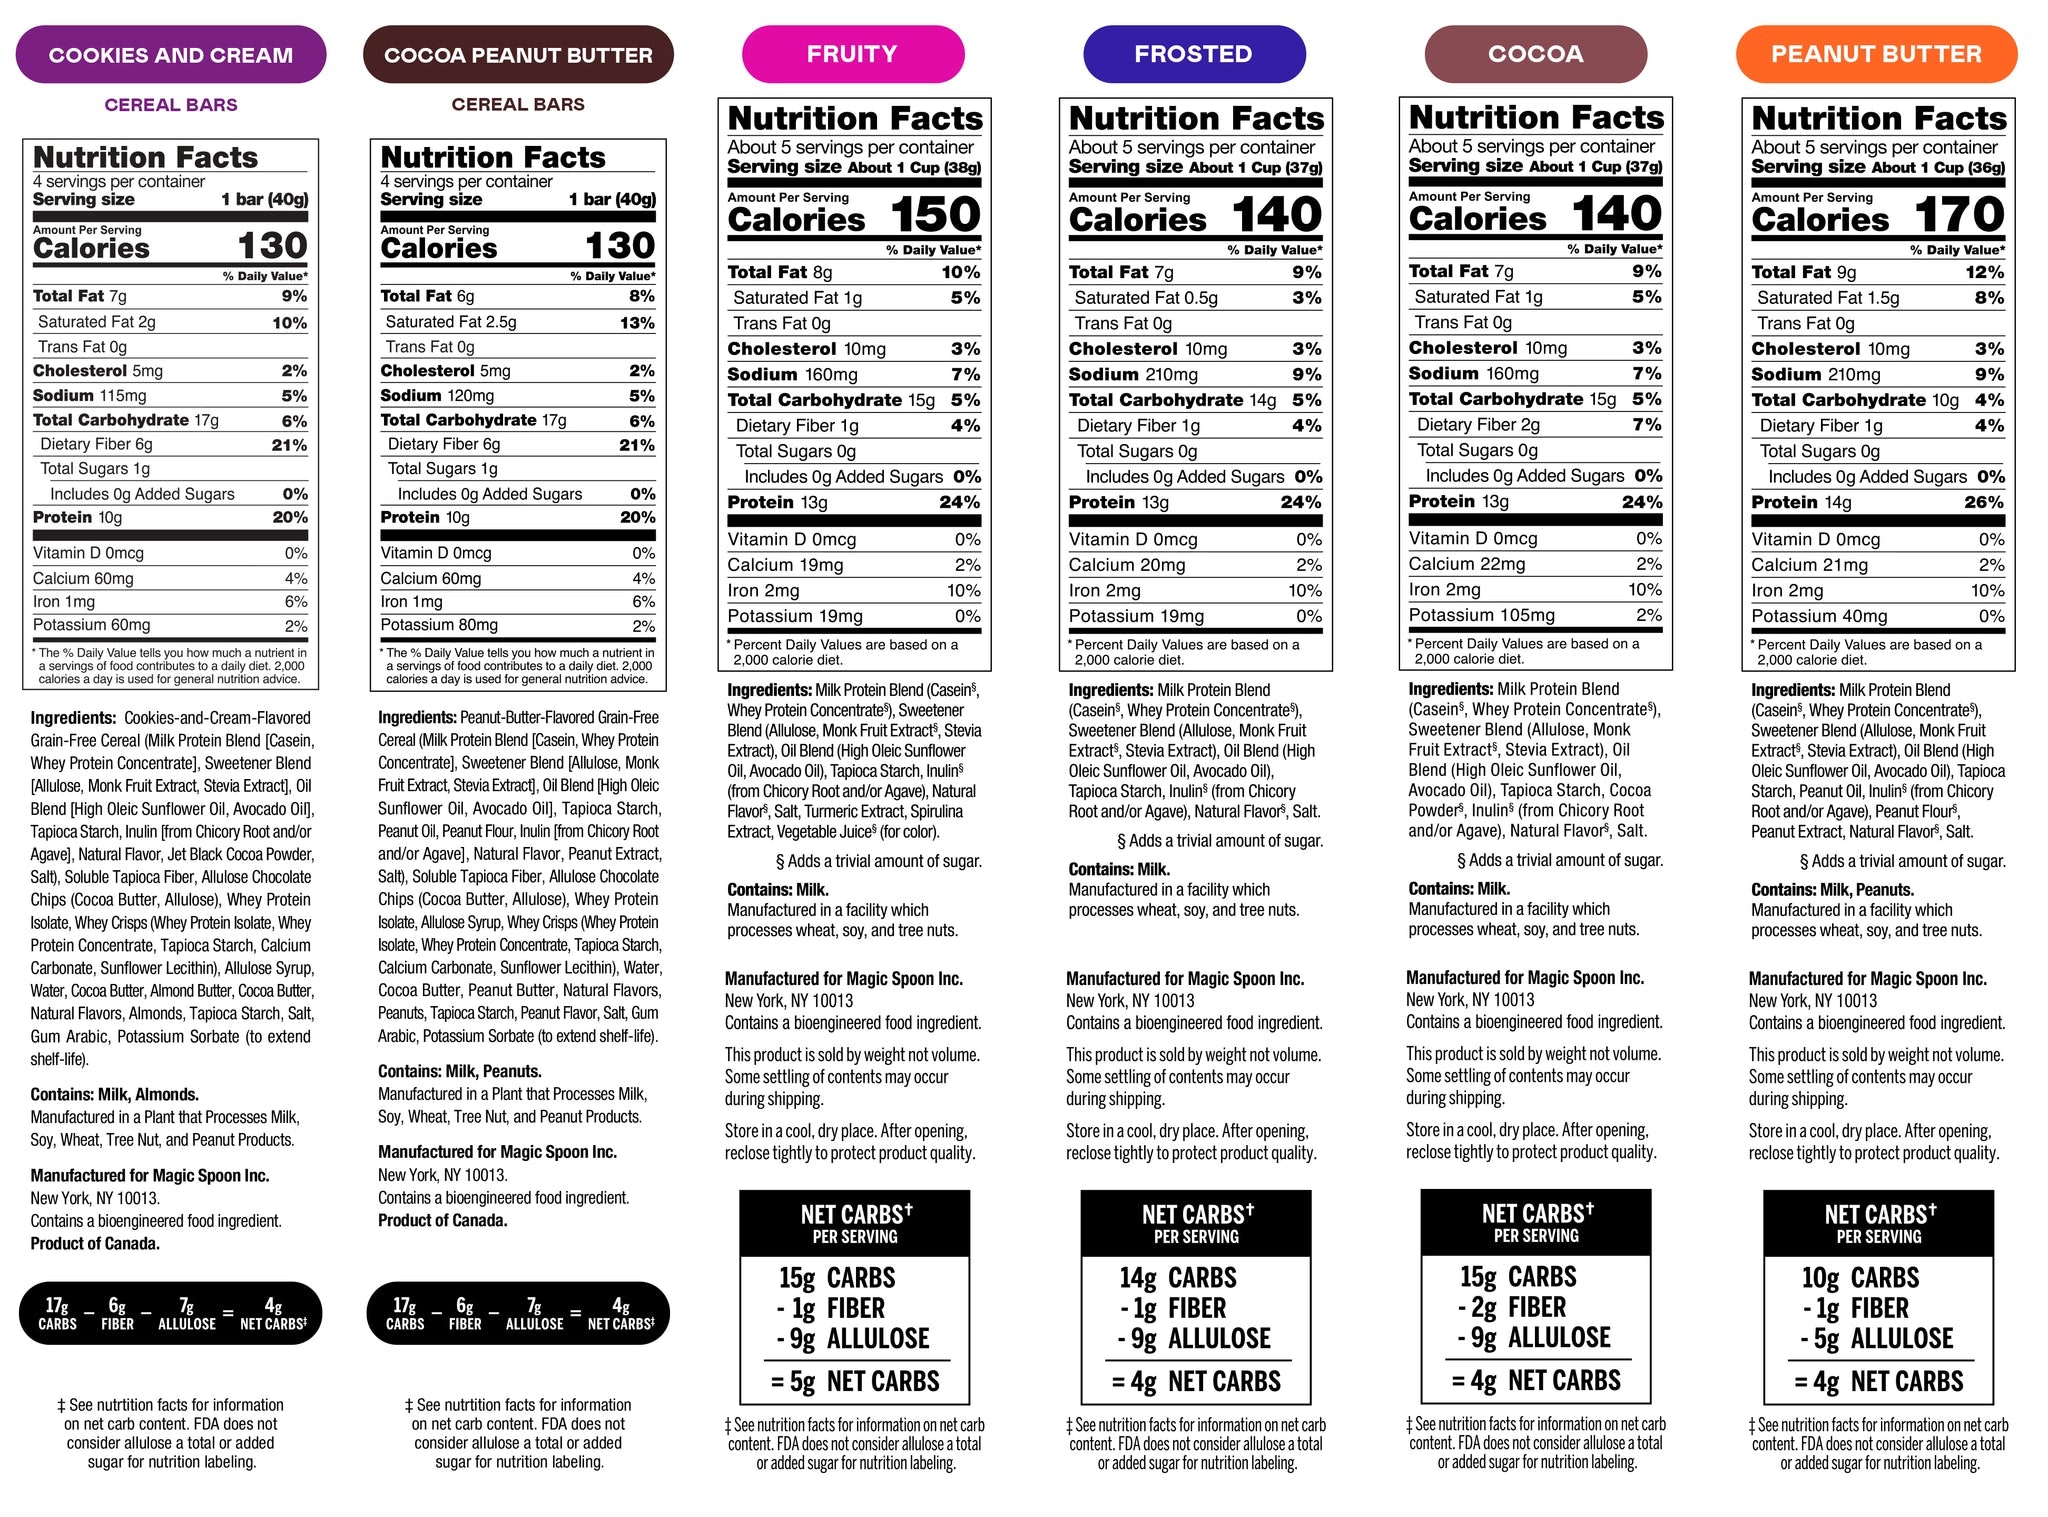 COOKIES AND CREAM
CEREAL BARS
Nutrition Facts
4 servings per container
Serving size 1 bar (40g)
Amount Per Serving
Calories 130
% Daily Value*
Total Fat 7g 9%
Saturated Fat 2g 10%
Trans Fat 0g
Cholesterol 5mg 2%
Sodium 115mg 5%
Total Carbohydrate 17g 6%
Dietary Fiber 6g 21%
Total Sugars 1g
Includes 0g Added Sugars 0%
Protein 10g 20%
Vitamin D 0mcg 0%
Calcium 60mg 4%
Iron 1mg 6%
Potassium 60mg 2%
* The % Daily Value tells you how much a nutrient in
a servings of food contributes to a daily diet. 2,000
calories a day is used for general nutrition advice.
Ingredients: Cookies-and-Cream-Flavored
Grain-Free Cereal (Milk Protein Blend [Casein,
Whey Protein Concentrate], Sweetener Blend
[Allulose, Monk Fruit Extract, Stevia Extract], Oil
Blend [High Oleic Sunflower Oil, Avocado Oil],
Tapioca Starch, Inulin [from Chicory Root and/or
Agave], Natural Flavor, Jet Black Cocoa Powder,
Salt), Soluble Tapioca Fiber, Allulose Chocolate
Chips (Cocoa Butter, Allulose), Whey Protein
Isolate, Whey Crisps (Whey Protein Isolate, Whey
Protein Concentrate, Tapioca Starch, Calcium
Carbonate, Sunflower Lecithin), Allulose Syrup,
Water, Cocoa Butter, Almond Butter, Cocoa Butter,
Natural Flavors, Almonds, Tapioca Starch, Salt,
Gum Arabic, Potassium Sorbate (to extend
shelf-life).
Contains: Milk, Almonds.
Manufactured in a Plant that Processes Milk,
Soy, Wheat, Tree Nut, and Peanut Products.
Manufactured for Magic Spoon Inc.
New York, NY 10013.
Contains a bioengineered food ingredient.
Product of Canada.
17g CARBS – 6g FIBER – 7g ALLULOSE = 4g NET CARBS‡
‡ See nutrtition facts for information
on net carb content. FDA does not
consider allulose a total or added
sugar for nutrition labeling.
COCOA PEANUT BUTTER
CEREAL BARS
Nutrition Facts
4 servings per container
Serving size 1 bar (40g)
Amount Per Serving
Calories 130
% Daily Value*
Total Fat 6g 8%
Saturated Fat 2.5g 13%
Trans Fat 0g
Cholesterol 5mg 2%
Sodium 120mg 5%
Total Carbohydrate 17g 6%
Dietary Fiber 6g 21%
Total Sugars 1g
Includes 0g Added Sugars 0%
Protein 10g 20%
Vitamin D 0mcg 0%
Calcium 60mg 4%
Iron 1mg 6%
Potassium 80mg 2%
* The % Daily Value tells you how much a nutrient in
a servings of food contributes to a daily diet. 2,000
calories a day is used for general nutrition advice.
Ingredients: Peanut-Butter-Flavored Grain-Free
Cereal (Milk Protein Blend [Casein, Whey Protein
Concentrate], Sweetener Blend [Allulose, Monk
Fruit Extract, Stevia Extract], Oil Blend [High Oleic
Sunflower Oil, Avocado Oil], Tapioca Starch,
Peanut Oil, Peanut Flour, Inulin [from Chicory Root
and/or Agave], Natural Flavor, Peanut Extract,
Salt), Soluble Tapioca Fiber, Allulose Chocolate
Chips (Cocoa Butter, Allulose), Whey Protein
Isolate, Allulose Syrup, Whey Crisps (Whey Protein
Isolate, Whey Protein Concentrate, Tapioca Starch,
Calcium Carbonate, Sunflower Lecithin), Water,
Cocoa Butter, Peanut Butter, Natural Flavors,
Peanuts, Tapioca Starch, Peanut Flavor, Salt, Gum
Arabic, Potassium Sorbate (to extend shelf-life).
Contains: Milk, Peanuts.
Manufactured in a Plant that Processes Milk,
Soy, Wheat, Tree Nut, and Peanut Products.
Manufactured for Magic Spoon Inc.
New York, NY 10013.
Contains a bioengineered food ingredient.
Product of Canada.
17g CARBS – 6g FIBER – 7g ALLULOSE = 4g NET CARBS‡
‡ See nutrtition facts for information
on net carb content. FDA does not
consider allulose a total or added
sugar for nutrition labeling.
FRUITY
Nutrition Facts
About 5 servings per container
Serving size About 1 Cup (38g)
Amount Per Serving
Calories 150
% Daily Value*
Total Fat 8g 10%
Saturated Fat 1g 5%
Trans Fat 0g
Cholesterol 10mg 3%
Sodium 160mg 7%
Total Carbohydrate 15g 5%
Dietary Fiber 1g 4%
Total Sugars 0g
Includes 0g Added Sugars 0%
Protein 13g 24%
Vitamin D 0mcg 0%
Calcium 19mg 2%
Iron 2mg 10%
Potassium 19mg 0%
* Percent Daily Values are based on a
2,000 calorie diet.
Ingredients: Milk Protein Blend (Casein§,
Whey Protein Concentrate§), Sweetener
Blend (Allulose, Monk Fruit Extract§, Stevia
Extract), Oil Blend (High Oleic Sunflower
Oil, Avocado Oil), Tapioca Starch, Inulin§
(from Chicory Root and/or Agave), Natural
Flavor§, Salt, Turmeric Extract, Spirulina
Extract, Vegetable Juice§ (for color).
§ Adds a trivial amount of sugar.
Contains: Milk.
Manufactured in a facility which
processes wheat, soy, and tree nuts.
Manufactured for Magic Spoon Inc.
New York, NY 10013
Contains a bioengineered food ingredient.
This product is sold by weight not volume.
Some settling of contents may occur
during shipping.
Store in a cool, dry place. After opening,
reclose tightly to protect product quality.
NET CARBS†
PER SERVING
15g CARBS
- 1g FIBER
- 9g ALLULOSE
= 5g NET CARBS
‡ See nutrition facts for information on net carb
content. FDA does not consider allulose a total
or added sugar for nutrition labeling.
FROSTED
Nutrition Facts
About 5 servings per container
Serving size About 1 Cup (37g)
Amount Per Serving
Calories 140
% Daily Value*
Total Fat 7g 9%
Saturated Fat 0.5g 3%
Trans Fat 0g
Cholesterol 10mg 3%
Sodium 210mg 9%
Total Carbohydrate 14g 5%
Dietary Fiber 1g 4%
Total Sugars 0g
Includes 0g Added Sugars 0%
Protein 13g 24%
Vitamin D 0mcg 0%
Calcium 20mg 2%
Iron 2mg 10%
Potassium 19mg 0%
* Percent Daily Values are based on a
2,000 calorie diet.
Ingredients: Milk Protein Blend
(Casein§, Whey Protein Concentrate§),
Sweetener Blend (Allulose, Monk Fruit
Extract§, Stevia Extract), Oil Blend (High
Oleic Sunflower Oil, Avocado Oil),
Tapioca Starch, Inulin§ (from Chicory
Root and/or Agave), Natural Flavor§, Salt.
§ Adds a trivial amount of sugar.
Contains: Milk.
Manufactured in a facility which
processes wheat, soy, and tree nuts.
Manufactured for Magic Spoon Inc.
New York, NY 10013
Contains a bioengineered food ingredient.
This product is sold by weight not volume.
Some settling of contents may occur
during shipping.
Store in a cool, dry place. After opening,
reclose tightly to protect product quality.
NET CARBS†
PER SERVING
14g CARBS
- 1g FIBER
- 9g ALLULOSE
= 4g NET CARBS
‡ See nutrition facts for information on net carb
content. FDA does not consider allulose a total
or added sugar for nutrition labeling.
COCOA
Nutrition Facts
About 5 servings per container
Serving size About 1 Cup (37g)
Amount Per Serving
Calories 140
% Daily Value*
Total Fat 7g 9%
Saturated Fat 1g 5%
Trans Fat 0g
Cholesterol 10mg 3%
Sodium 160mg 7%
Total Carbohydrate 15g 5%
Dietary Fiber 2g 7%
Total Sugars 0g
Includes 0g Added Sugars 0%
Protein 13g 24%
Vitamin D 0mcg 0%
Calcium 22mg 2%
Iron 2mg 10%
Potassium 105mg 2%
* Percent Daily Values are based on a
2,000 calorie diet.
Ingredients: Milk Protein Blend
(Casein§, Whey Protein Concentrate§),
Sweetener Blend (Allulose, Monk
Fruit Extract§, Stevia Extract), Oil
Blend (High Oleic Sunflower Oil,
Avocado Oil), Tapioca Starch, Cocoa
Powder§, Inulin§ (from Chicory Root
and/or Agave), Natural Flavor§, Salt.
§ Adds a trivial amount of sugar.
Contains: Milk.
Manufactured in a facility which
processes wheat, soy, and tree nuts.
Manufactured for Magic Spoon Inc.
New York, NY 10013
Contains a bioengineered food ingredient.
This product is sold by weight not volume.
Some settling of contents may occur
during shipping.
Store in a cool, dry place. After opening,
reclose tightly to protect product quality.
NET CARBS†
PER SERVING
15g CARBS
- 2g FIBER
- 9g ALLULOSE
= 4g NET CARBS
‡ See nutrition facts for information on net carb
content. FDA does not consider allulose a total
or added sugar for nutrition labeling.
PEANUT BUTTER
Nutrition Facts
About 5 servings per container
Serving size About 1 Cup (36g)
Amount Per Serving
Calories 170
% Daily Value*
Total Fat 9g 12%
Saturated Fat 1.5g 8%
Trans Fat 0g
Cholesterol 10mg 3%
Sodium 210mg 9%
Total Carbohydrate 10g 4%
Dietary Fiber 1g 4%
Total Sugars 0g
Includes 0g Added Sugars 0%
Protein 14g 26%
Vitamin D 0mcg 0%
Calcium 21mg 2%
Iron 2mg 10%
Potassium 40mg 0%
* Percent Daily Values are based on a
2,000 calorie diet.
Ingredients: Milk Protein Blend
(Casein§, Whey Protein Concentrate§),
Sweetener Blend (Allulose, Monk Fruit
Extract§, Stevia Extract), Oil Blend (High
Oleic Sunflower Oil, Avocado Oil), Tapioca
Starch, Peanut Oil, Inulin§ (from Chicory
Root and/or Agave), Peanut Flour§,
Peanut Extract, Natural Flavor§, Salt.
§ Adds a trivial amount of sugar.
Contains: Milk, Peanuts.
Manufactured in a facility which
processes wheat, soy, and tree nuts.
Manufactured for Magic Spoon Inc.
New York, NY 10013
Contains a bioengineered food ingredient.
This product is sold by weight not volume.
Some settling of contents may occur
during shipping.
Store in a cool, dry place. After opening,
reclose tightly to protect product quality.
NET CARBS†
PER SERVING
10g CARBS
- 1g FIBER
- 5g ALLULOSE
= 4g NET CARBS
‡ See nutrition facts for information on net carb
content. FDA does not consider allulose a total
or added sugar for nutrition labeling.